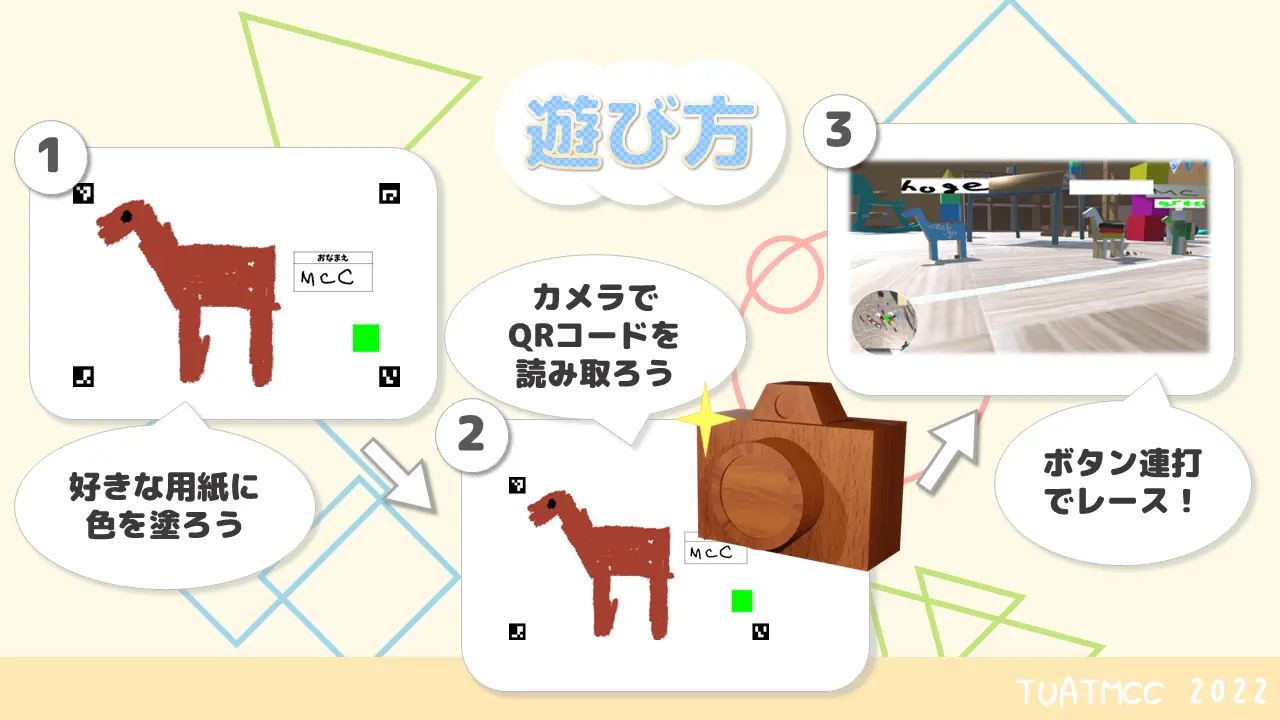 遊び方
1
おなまえ
MCC
好きな用紙に
色を塗ろう
2
カメラで
QRコードを
読み取ろう
MCC
3
hoge
MC
ボタン連打
でレース！
TUATMCC 2022